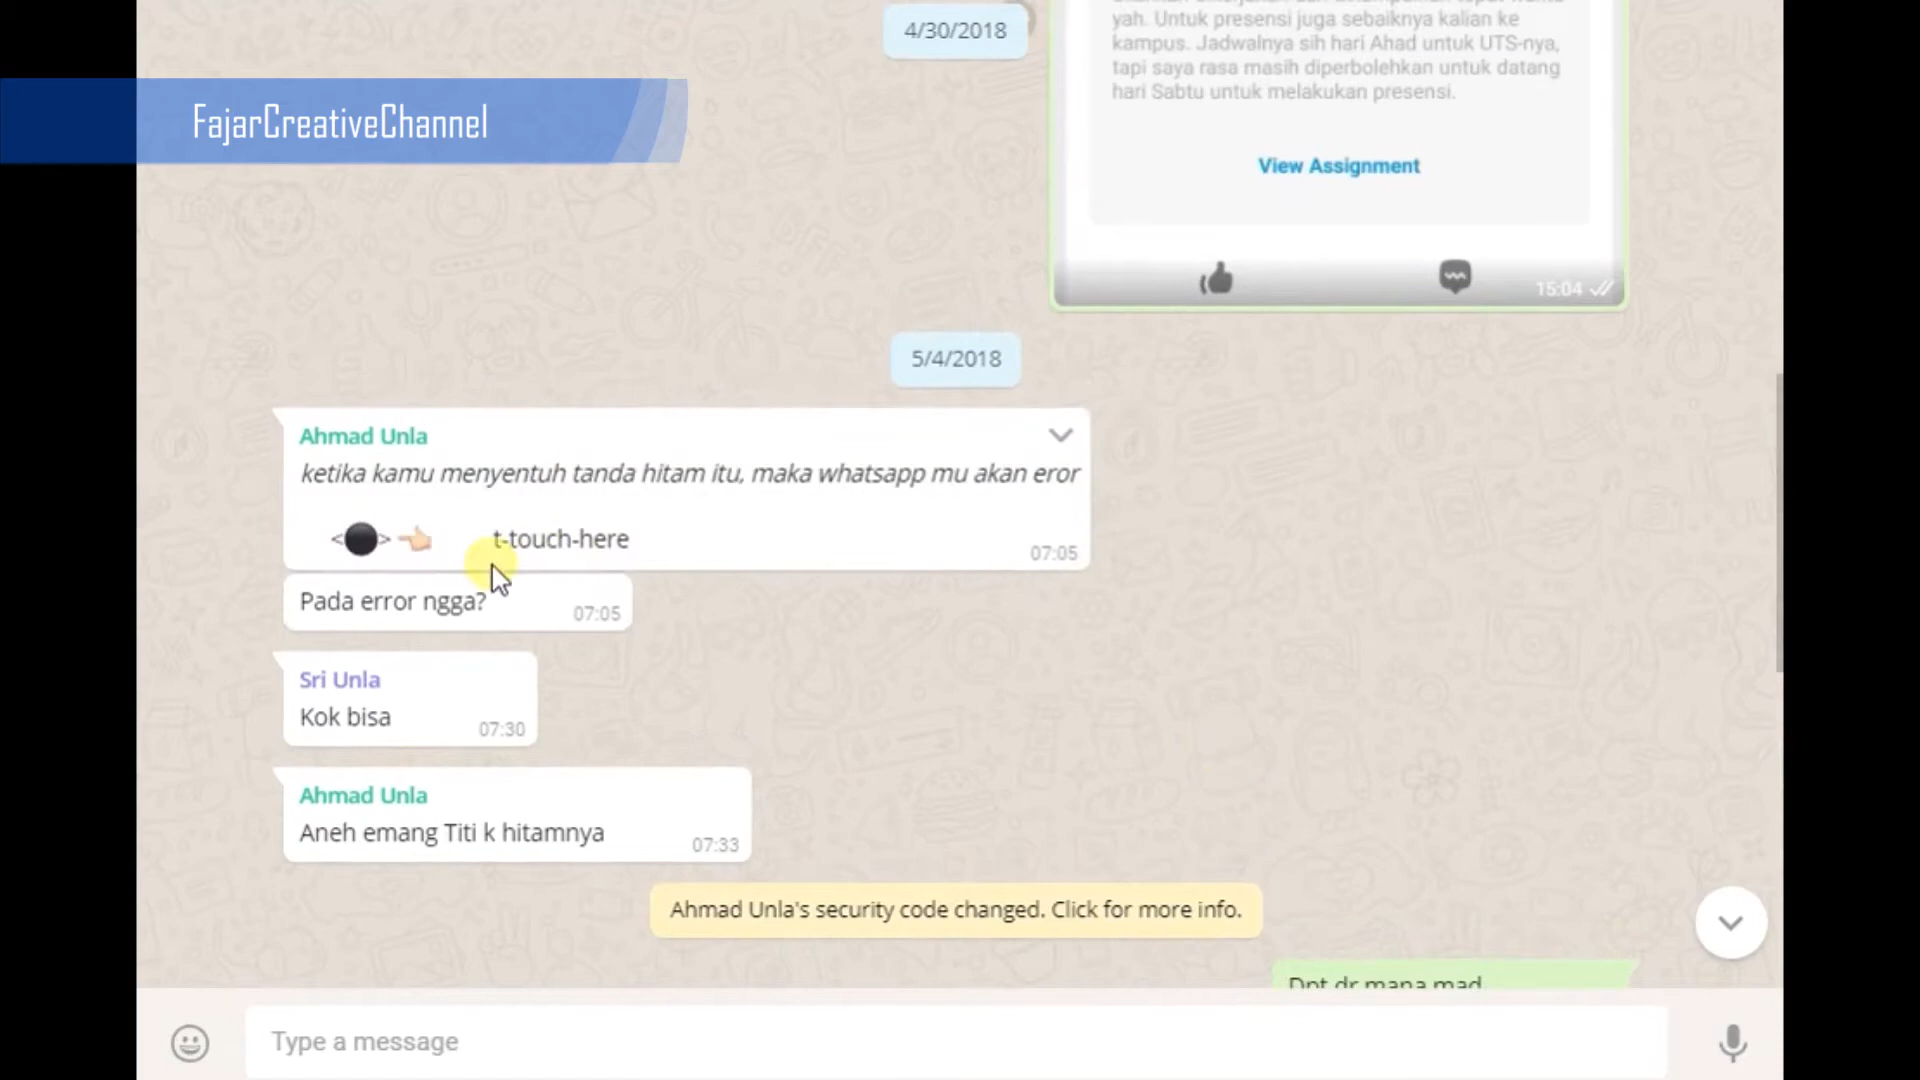 4/30/2018
yah. Untuk presensi juga sebaiknya kalian ke
kampus. Jadwalnya sih hari Ahad untuk UTS-nya,
tapi saya rasa masih diperbolehkan untuk datang
hari Sabtu untuk melakukan presensi.
FajarCreativeChannel
View Assignment
15:04
5/4/2018
Ahmad Unla
ketika kamu menyentuh tanda hitam itu, maka whatsapp mu akan eror
<⚫> 👈🏻 t-touch-here
07:05
Pada error ngga?
07:05
Sri Unla
Kok bisa
07:30
Ahmad Unla
Aneh emang Titi k hitamnya
07:33
Ahmad Unla's security code changed. Click for more info.
Dpt dr mana mad
Type a message